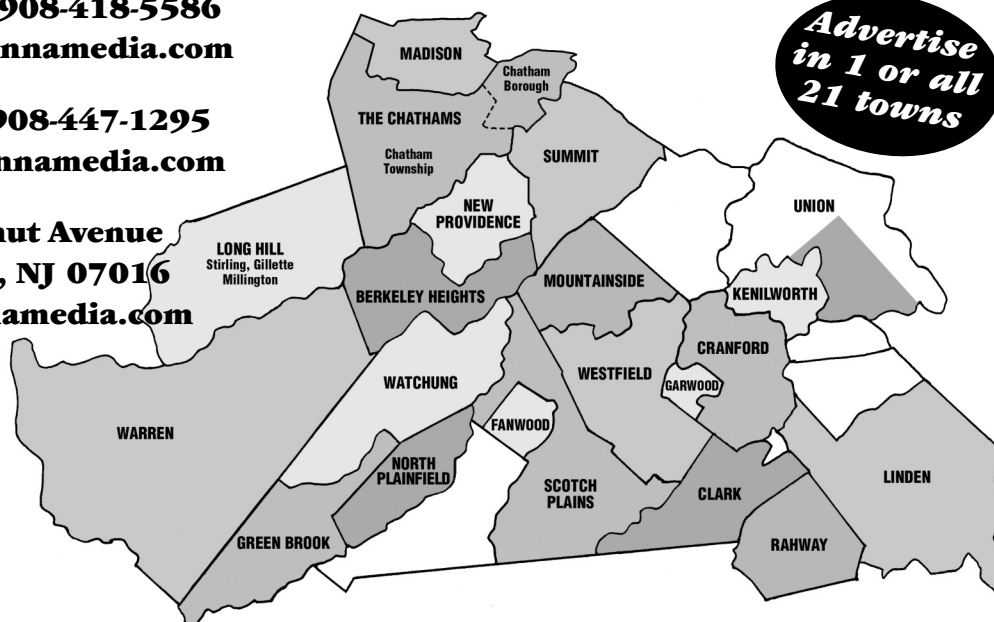 908-418-5586
nnamedia.com
908-447-1295
nnamedia.com
nut Avenue
, NJ 07016
namedia.com
Advertise
in 1 or all
21 towns
MADISON
Chatham
Borough
THE CHATHAMS
Chatham
Township
SUMMIT
NEW
PROVIDENCE
UNION
LONG HILL
Stirling, Gillette
Millington
BERKELEY HEIGHTS
MOUNTAINSIDE
KENILWORTH
CRANFORD
WATCHUNG
WESTFIELD
GARWOOD
WARREN
FANWOOD
NORTH
PLAINFIELD
SCOTCH
PLAINS
CLARK
LINDEN
GREEN BROOK
RAHWAY